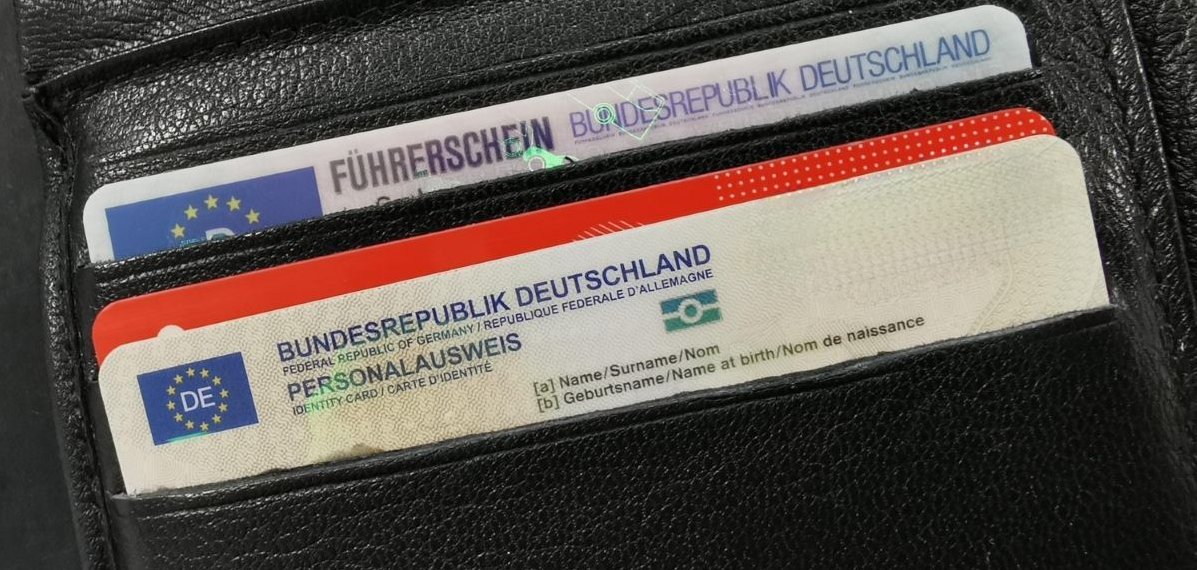 FÜHRERSCHEIN BUNDESREPUBLIK DEUTSCHLAND
BUNDESREPUBLIK DEUTSCHLAND
FEDERAL REPUBLIC OF GERMANY / REPUBLIQUE FEDERALE D'ALLEMAGNE
DE
PERSONALAUSWEIS
IDENTITY CARD / CARTE D'IDENTITÉ
[a] Name/Surname/Nom
[b] Geburtsname/Name at birth/Nom de naissance